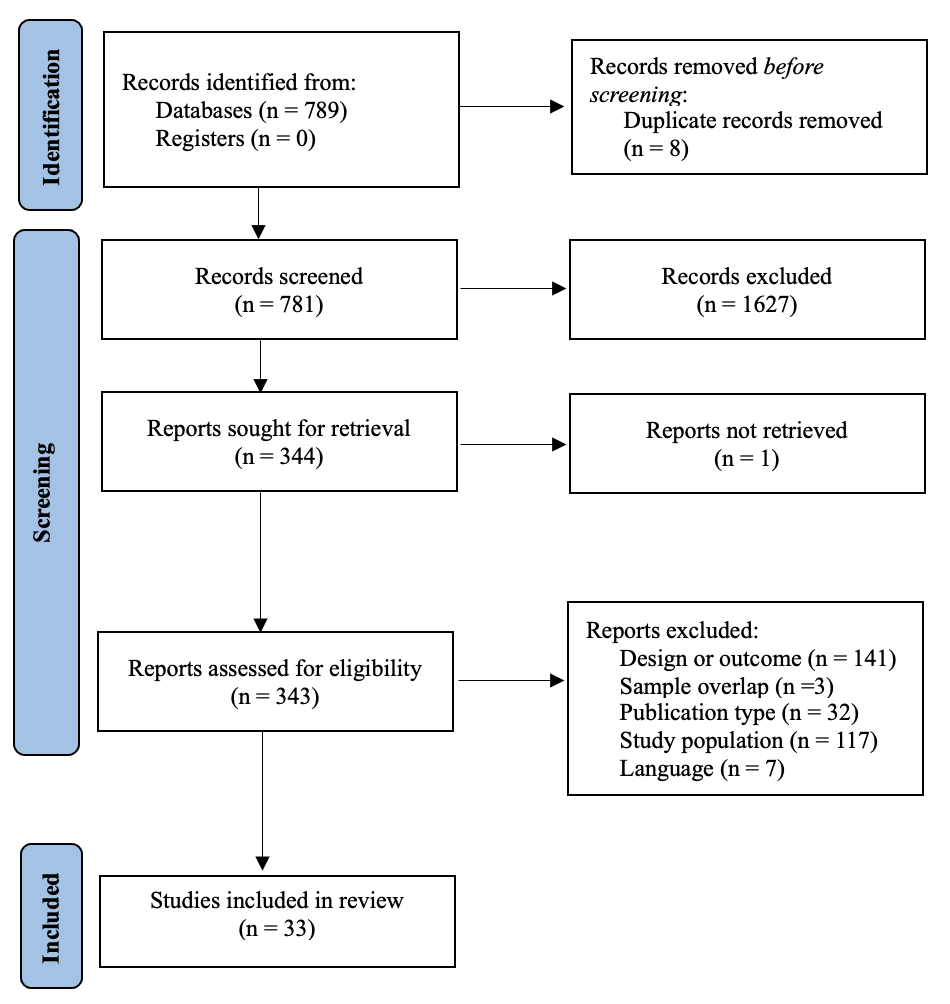 Identification
Records identified from:
Databases (n = 789)
Registers (n = 0)
Records removed before
screening:
Duplicate records removed
(n = 8)
Screening
Records screened
(n = 781)
Records excluded
(n = 1627)
Reports sought for retrieval
(n = 344)
Reports not retrieved
(n = 1)
Reports assessed for eligibility
(n = 343)
Reports excluded:
Design or outcome (n = 141)
Sample overlap (n =3)
Publication type (n = 32)
Study population (n = 117)
Language (n = 7)
Included
Studies included in review
(n = 33)